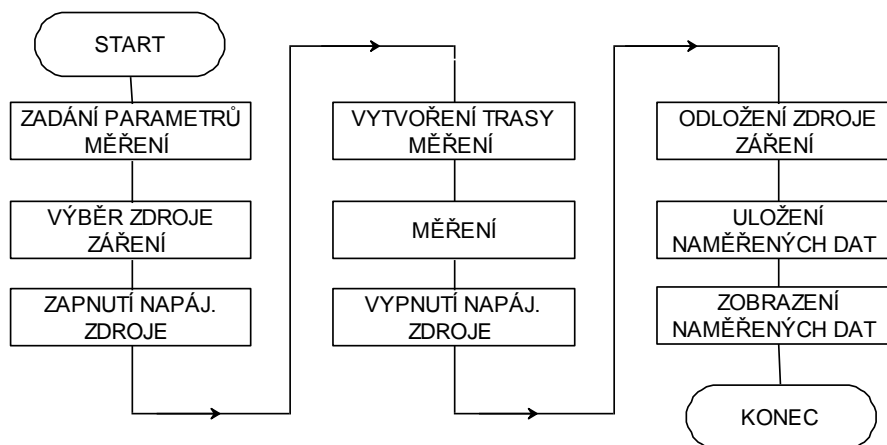 START
ZADÁNÍ PARAMETRŮ
MĚŘENÍ
VÝBĚR ZDROJE
ZÁŘENÍ
ZAPNUTÍ NAPÁJ.
ZDROJE
VYTVOŘENÍ TRASY
MĚŘENÍ
MĚŘENÍ
VYPNUTÍ NAPÁJ.
ZDROJE
ODLOŽENÍ ZDROJE
ZÁŘENÍ
ULOŽENÍ
NAMĚŘENÝCH DAT
ZOBRAZENÍ
NAMĚŘENÝCH DAT
KONEC